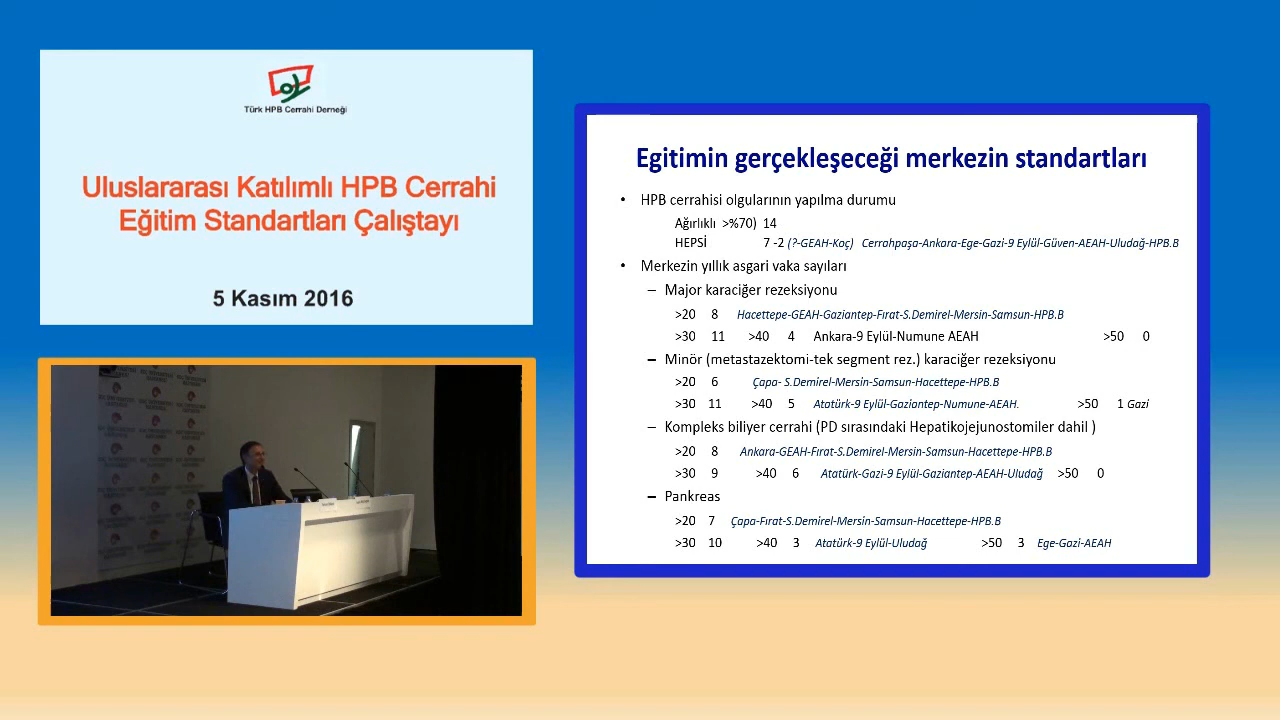 Türk HPB Cerrahi Derneği
Uluslararası Katılımlı HPB Cerrahi
Eğitim Standartları Çalıştayı
5 Kasım 2016
Egitimin gerçekleşeceği merkezin standartları
• HPB cerrahisi olgularının yapılma durumu
Ağırlıklı >%70) 14
HEPSİ 7 -2 (?-GEAH-Koç) Cerrahpaşa-Ankara-Ege-Gazi-9 Eylül-Güven-AEAH-Uludağ-HPB.B
• Merkezin yıllık asgari vaka sayıları
– Major karaciğer rezeksiyonu
>20 8 Hacettepe-GEAH-Gaziantep-Fırat-S.Demirel-Mersin-Samsun-HPB.B
>30 11 >40 4 Ankara-9 Eylül-Numune AEAH >50 0
– Minör (metastazektomi-tek segment rez.) karaciğer rezeksiyonu
>20 6 Çapa- S.Demirel-Mersin-Samsun-Hacettepe-HPB.B
>30 11 >40 5 Atatürk-9 Eylül-Gaziantep-Numune-AEAH. >50 1 Gazi
– Kompleks biliyer cerrahi (PD sırasındaki Hepatikojejunostomiler dahil )
>20 8 Ankara-GEAH-Fırat-S.Demirel-Mersin-Samsun-Hacettepe-HPB.B
>30 9 >40 6 Atatürk-Gazi-9 Eylül-Gaziantep-AEAH-Uludağ >50 0
– Pankreas
>20 7 Çapa-Fırat-S.Demirel-Mersin-Samsun-Hacettepe-HPB.B
>30 10 >40 3 Atatürk-9 Eylül-Uludağ >50 3 Ege-Gazi-AEAH